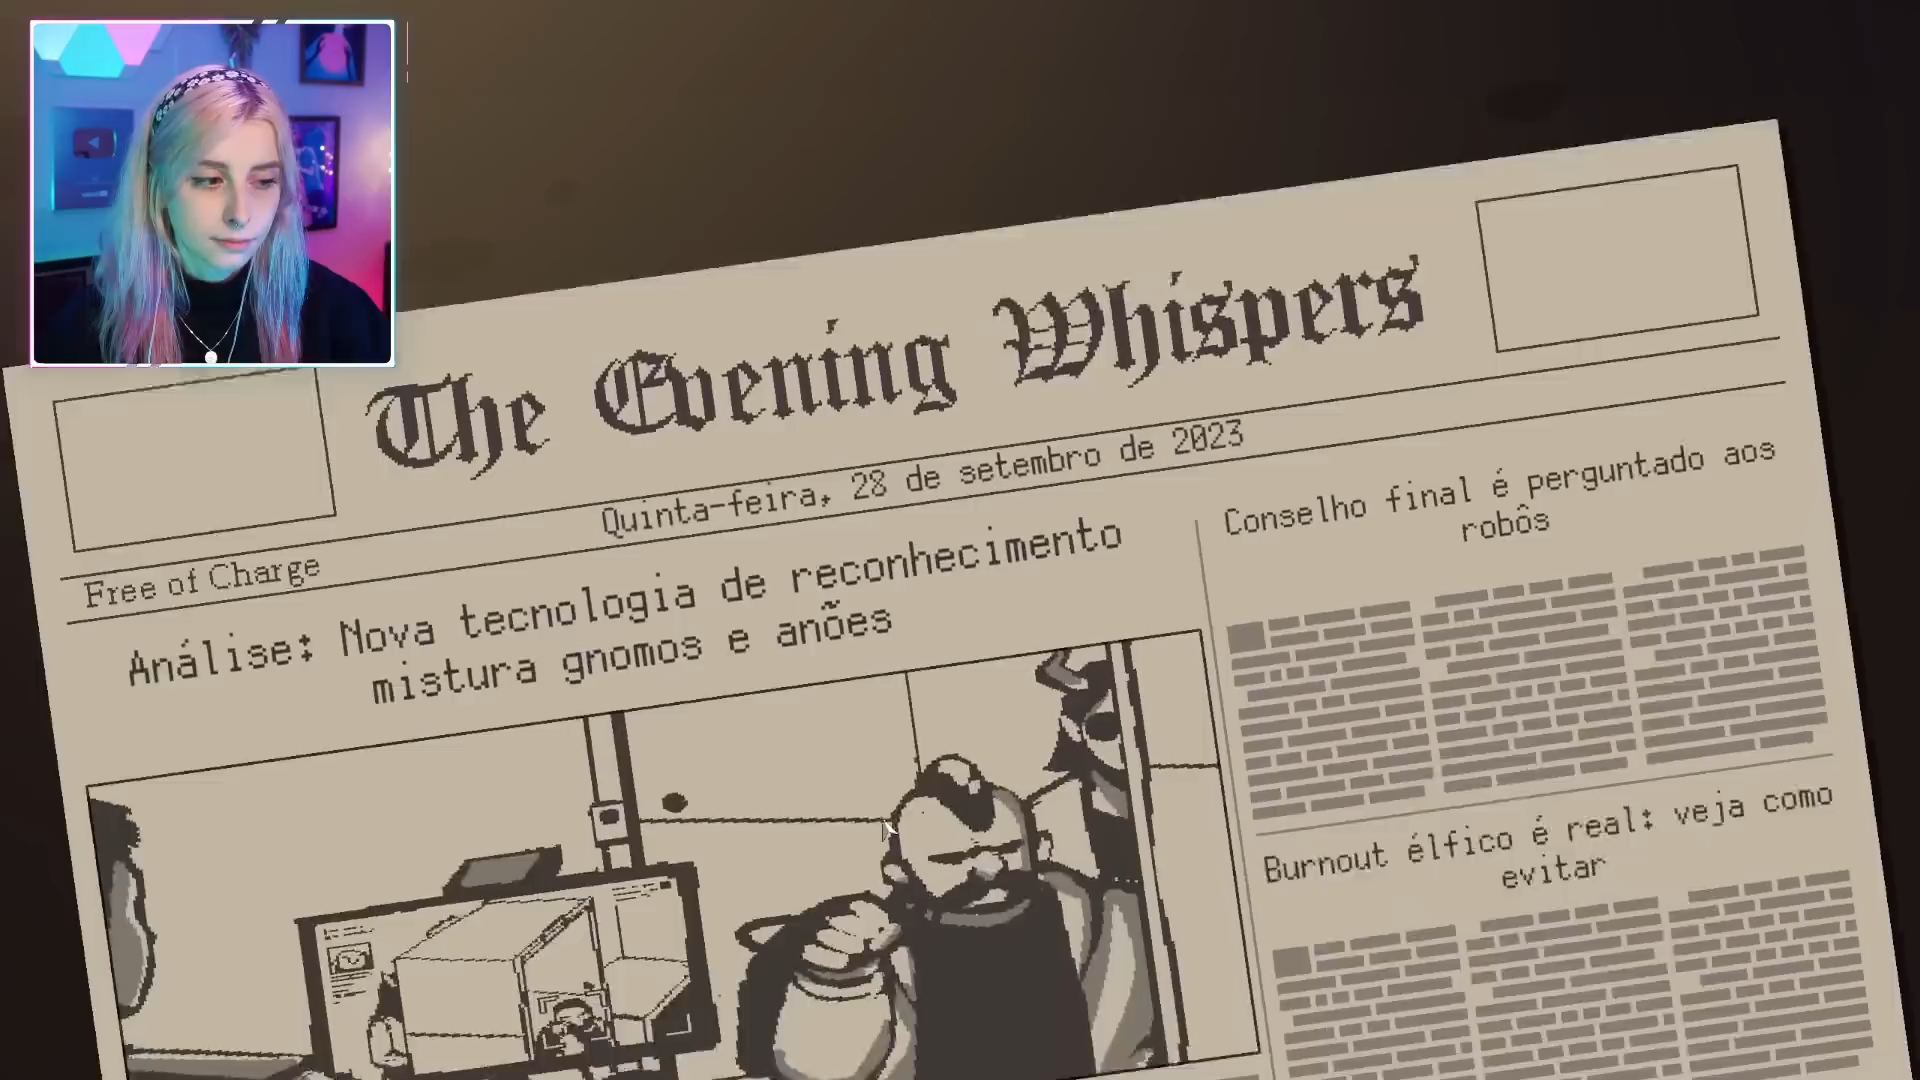 The Evening Whispers
Quinta-feira, 28 de setembro de 2023
Free of Charge
Análise: Nova tecnologia de reconhecimento
mistura gnomos e anões
Conselho final é perguntado aos
robôs
Burnout élfico é real: veja como
evitar